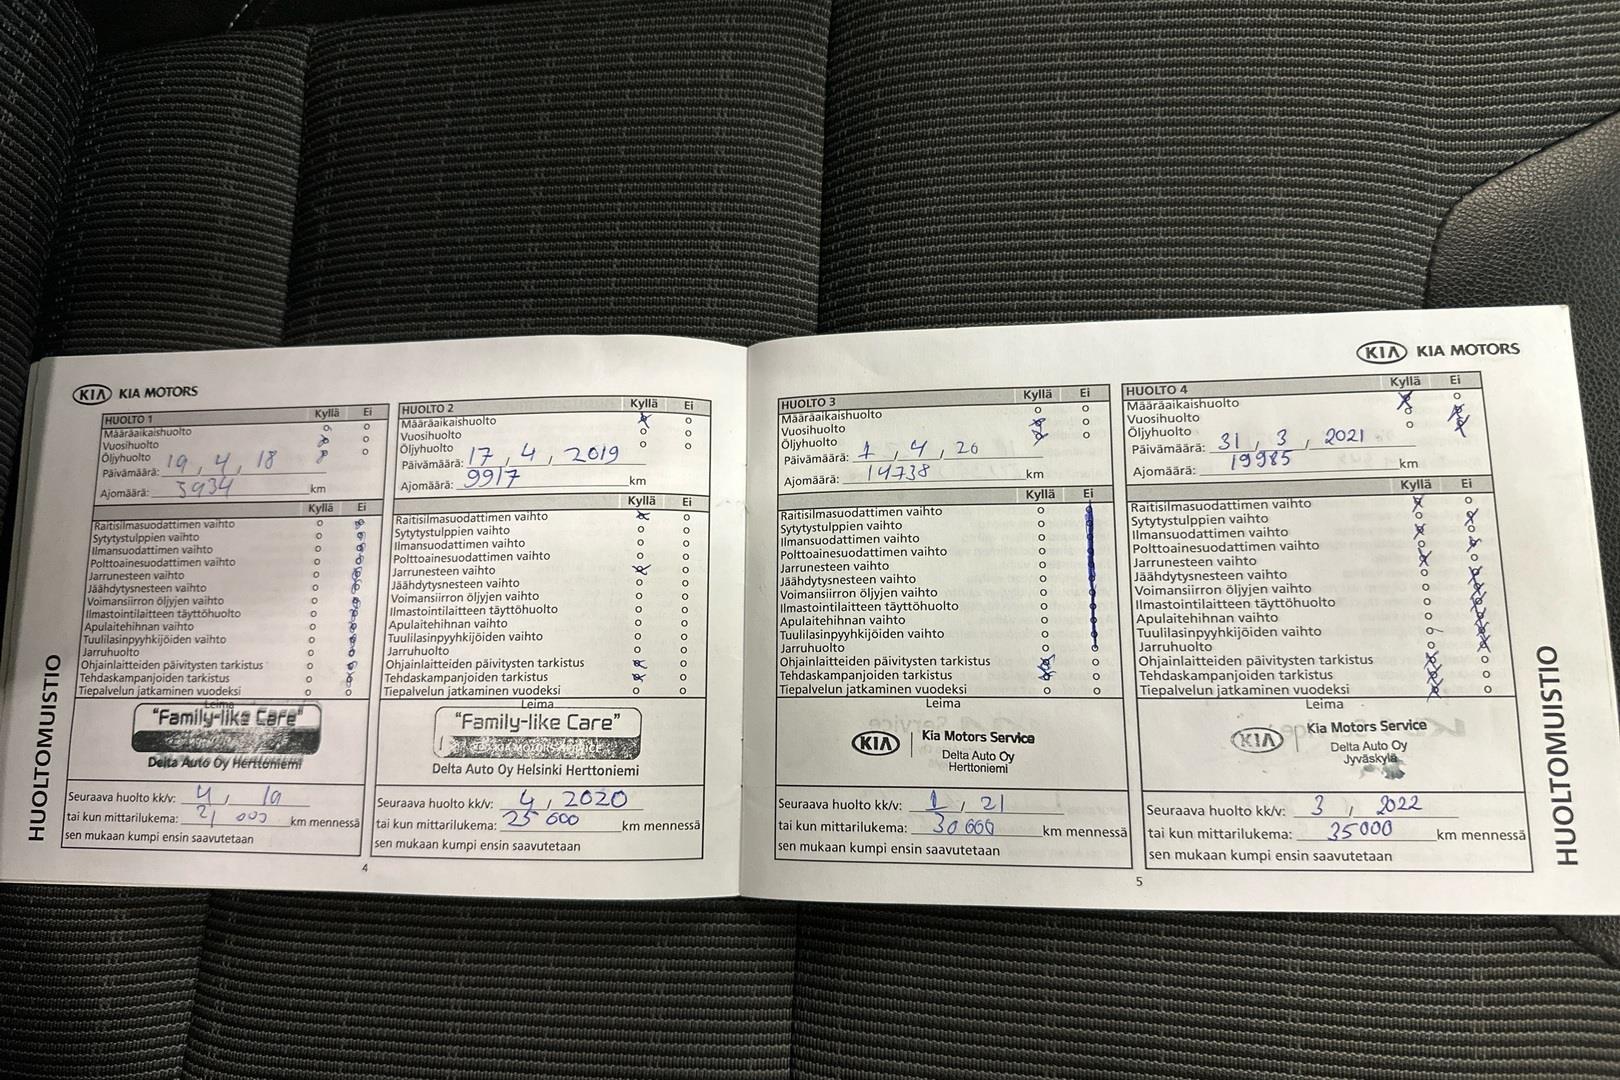 KIA KIA MOTORS
HUOLTOMUISTIO
HUOLTO 1 Kyllä Ei
Määräaikaishuolto
Vuosihuolto
Öljyhuolto
Päivämäärä: 19, 4, 18
Ajomäärä: 3934 km
Kyllä Ei
Raitisilmasuodattimen vaihto
Sytytystulppien vaihto
Ilmansuodattimen vaihto
Polttoainesuodattimen vaihto
Jarrunesteen vaihto
Jäähdytysnesteen vaihto
Voimansiirron öljyjen vaihto
Ilmastointilaitteen täyttöhuolto
Apulaitehihnan vaihto
Tuulilasinpyyhkijöiden vaihto
Jarruhuolto
Ohjainlaitteiden päivitysten tarkistus
Tehdaskampanjoiden tarkistus
Tiepalvelun jatkaminen vuodeksi
Leima
"Family-like Care"
Delta Auto Oy Herttoniemi
Seuraava huolto kk/v: 4, 19
tai kun mittarilukema: 21 000 km mennessä
sen mukaan kumpi ensin saavutetaan
HUOLTO 2 Kyllä Ei
Määräaikaishuolto
Vuosihuolto
Öljyhuolto
Päivämäärä: 17, 4, 2019
Ajomäärä: 9917 km
Kyllä Ei
Raitisilmasuodattimen vaihto
Sytytystulppien vaihto
Ilmansuodattimen vaihto
Polttoainesuodattimen vaihto
Jarrunesteen vaihto
Jäähdytysnesteen vaihto
Voimansiirron öljyjen vaihto
Ilmastointilaitteen täyttöhuolto
Apulaitehihnan vaihto
Tuulilasinpyyhkijöiden vaihto
Jarruhuolto
Ohjainlaitteiden päivitysten tarkistus
Tehdaskampanjoiden tarkistus
Tiepalvelun jatkaminen vuodeksi
Leima
"Family-like Care"
KIA MOTORS SERVICE
Delta Auto Oy Helsinki Herttoniemi
Seuraava huolto kk/v: 4, 2020
tai kun mittarilukema: 25 000 km mennessä
sen mukaan kumpi ensin saavutetaan
4
KIA KIA MOTORS
HUOLTO 3 Kyllä Ei
Määräaikaishuolto
Vuosihuolto
Öljyhuolto
Päivämäärä: 1, 4, 20
Ajomäärä: 14738 km
Kyllä Ei
Raitisilmasuodattimen vaihto
Sytytystulppien vaihto
Ilmansuodattimen vaihto
Polttoainesuodattimen vaihto
Jarrunesteen vaihto
Jäähdytysnesteen vaihto
Voimansiirron öljyjen vaihto
Ilmastointilaitteen täyttöhuolto
Apulaitehihnan vaihto
Tuulilasinpyyhkijöiden vaihto
Jarruhuolto
Ohjainlaitteiden päivitysten tarkistus
Tehdaskampanjoiden tarkistus
Tiepalvelun jatkaminen vuodeksi
Leima
KIA Kia Motors Service
Delta Auto Oy
Herttoniemi
Seuraava huolto kk/v: 1, 21
tai kun mittarilukema: 30 000 km mennessä
sen mukaan kumpi ensin saavutetaan
HUOLTO 4 Kyllä Ei
Määräaikaishuolto
Vuosihuolto
Öljyhuolto
Päivämäärä: 31, 3, 2021
Ajomäärä: 19985 km
Kyllä Ei
Raitisilmasuodattimen vaihto
Sytytystulppien vaihto
Ilmansuodattimen vaihto
Polttoainesuodattimen vaihto
Jarrunesteen vaihto
Jäähdytysnesteen vaihto
Voimansiirron öljyjen vaihto
Ilmastointilaitteen täyttöhuolto
Apulaitehihnan vaihto
Tuulilasinpyyhkijöiden vaihto
Jarruhuolto
Ohjainlaitteiden päivitysten tarkistus
Tehdaskampanjoiden tarkistus
Tiepalvelun jatkaminen vuodeksi
Leima
KIA Kia Motors Service
Delta Auto Oy
Jyväskylä
Seuraava huolto kk/v: 3, 2022
tai kun mittarilukema: 35000 km mennessä
sen mukaan kumpi ensin saavutetaan
5
HUOLTOMUISTIO